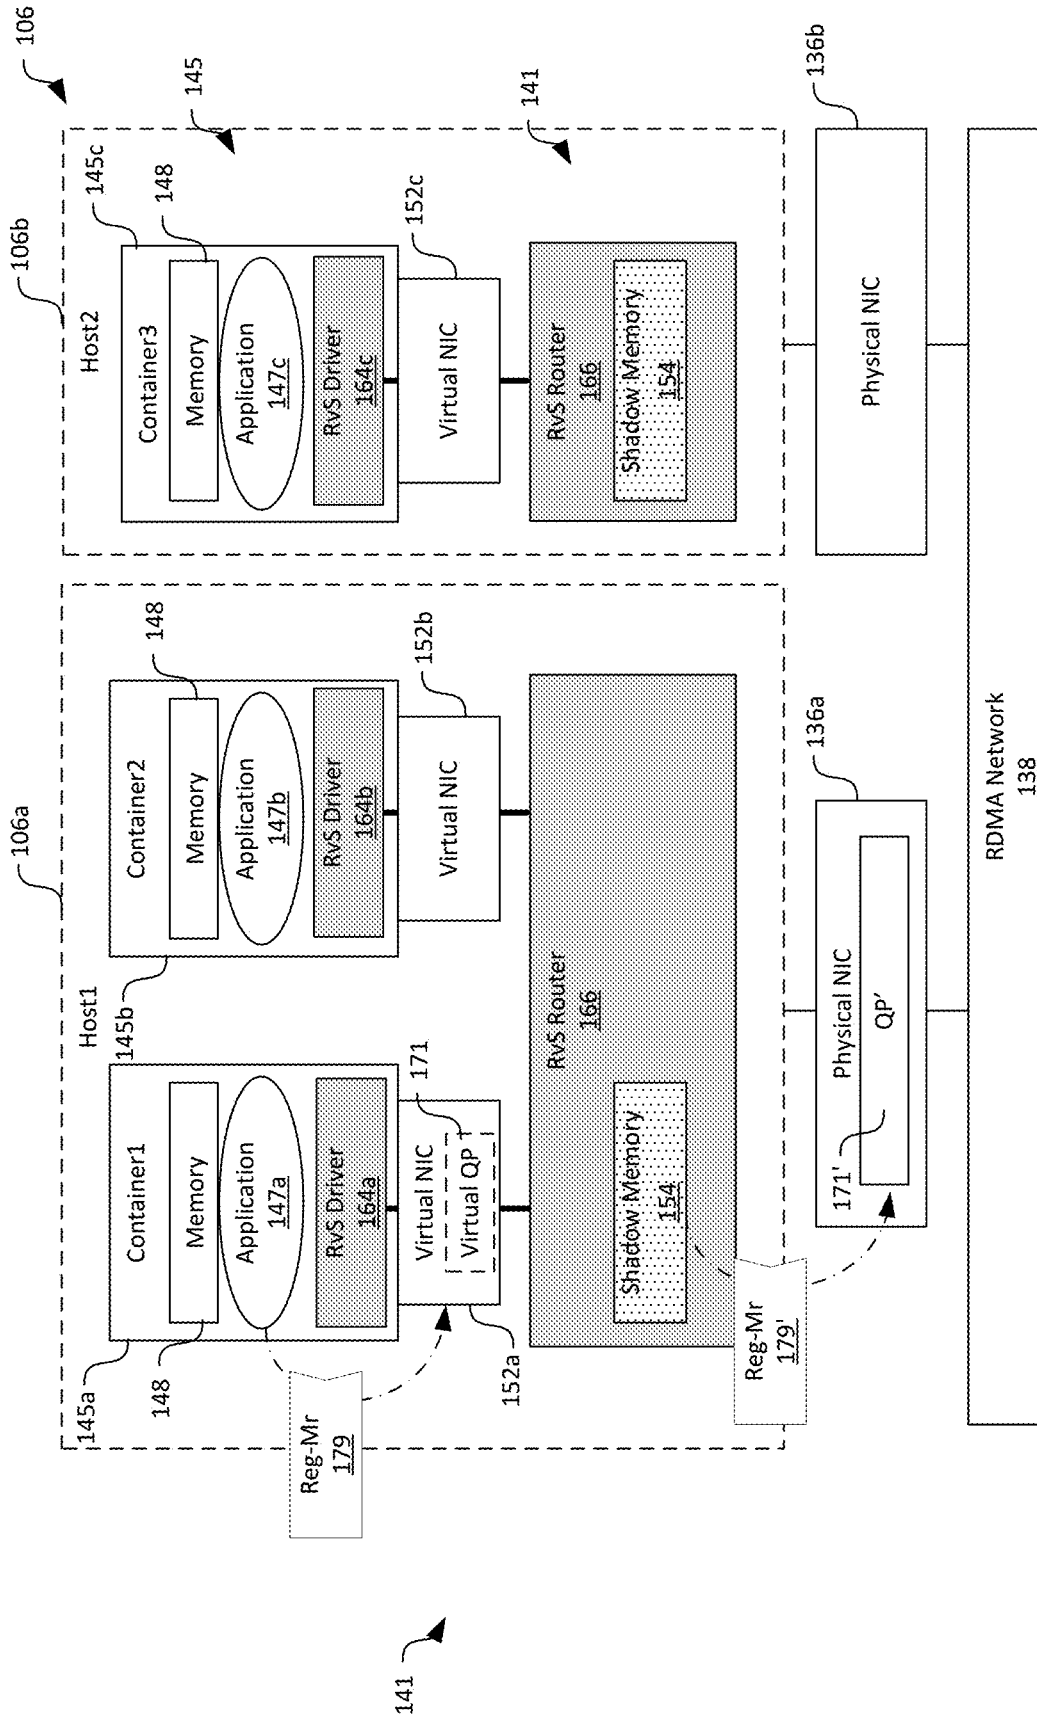 106
106a
106b
Host1
Host2
145
141
145a
Container1
148
Memory
Application
147a
RvS Driver
164a
Virtual NIC
Virtual QP
171
152a
Reg-Mr
179
145b
Container2
148
Memory
Application
147b
RvS Driver
164b
Virtual NIC
152b
145c
Container3
148
Memory
Application
147c
RvS Driver
164c
Virtual NIC
152c
RvS Router
166
Shadow Memory
154
RvS Router
166
Shadow Memory
154
Reg-Mr
179'
136a
Physical NIC
QP'
171'
136b
Physical NIC
RDMA Network
138
141